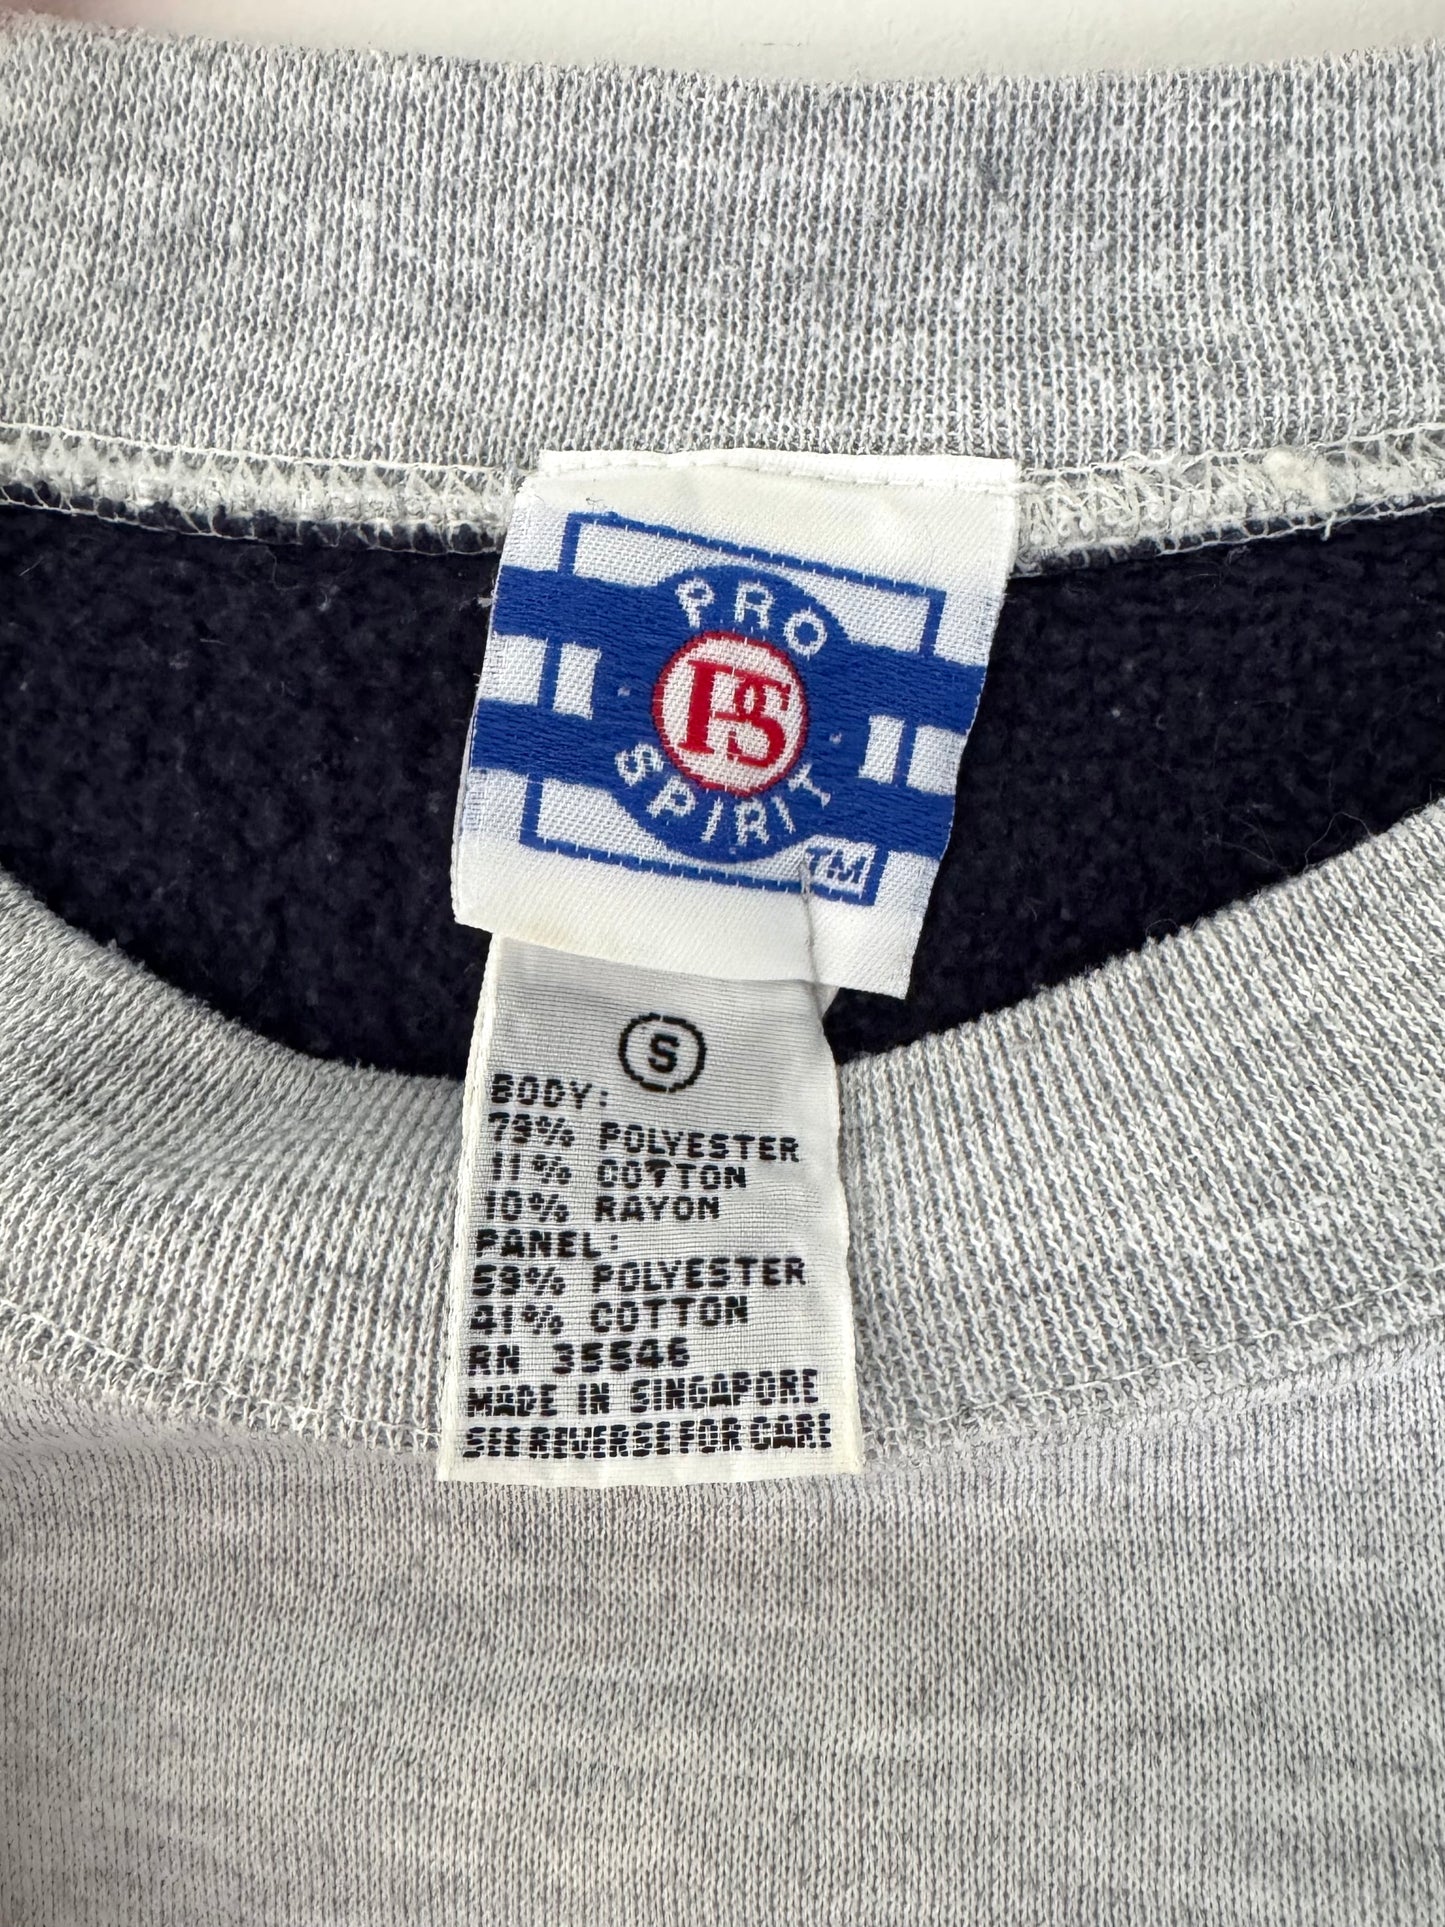 PRO
PS
SPIRIT
TM
S
BODY:
79% POLYESTER
11% COTTON
10% RAYON
PANEL:
59% POLYESTER
41% COTTON
RN 35546
MADE IN SINGAPORE
SEE REVERSE FOR CARE